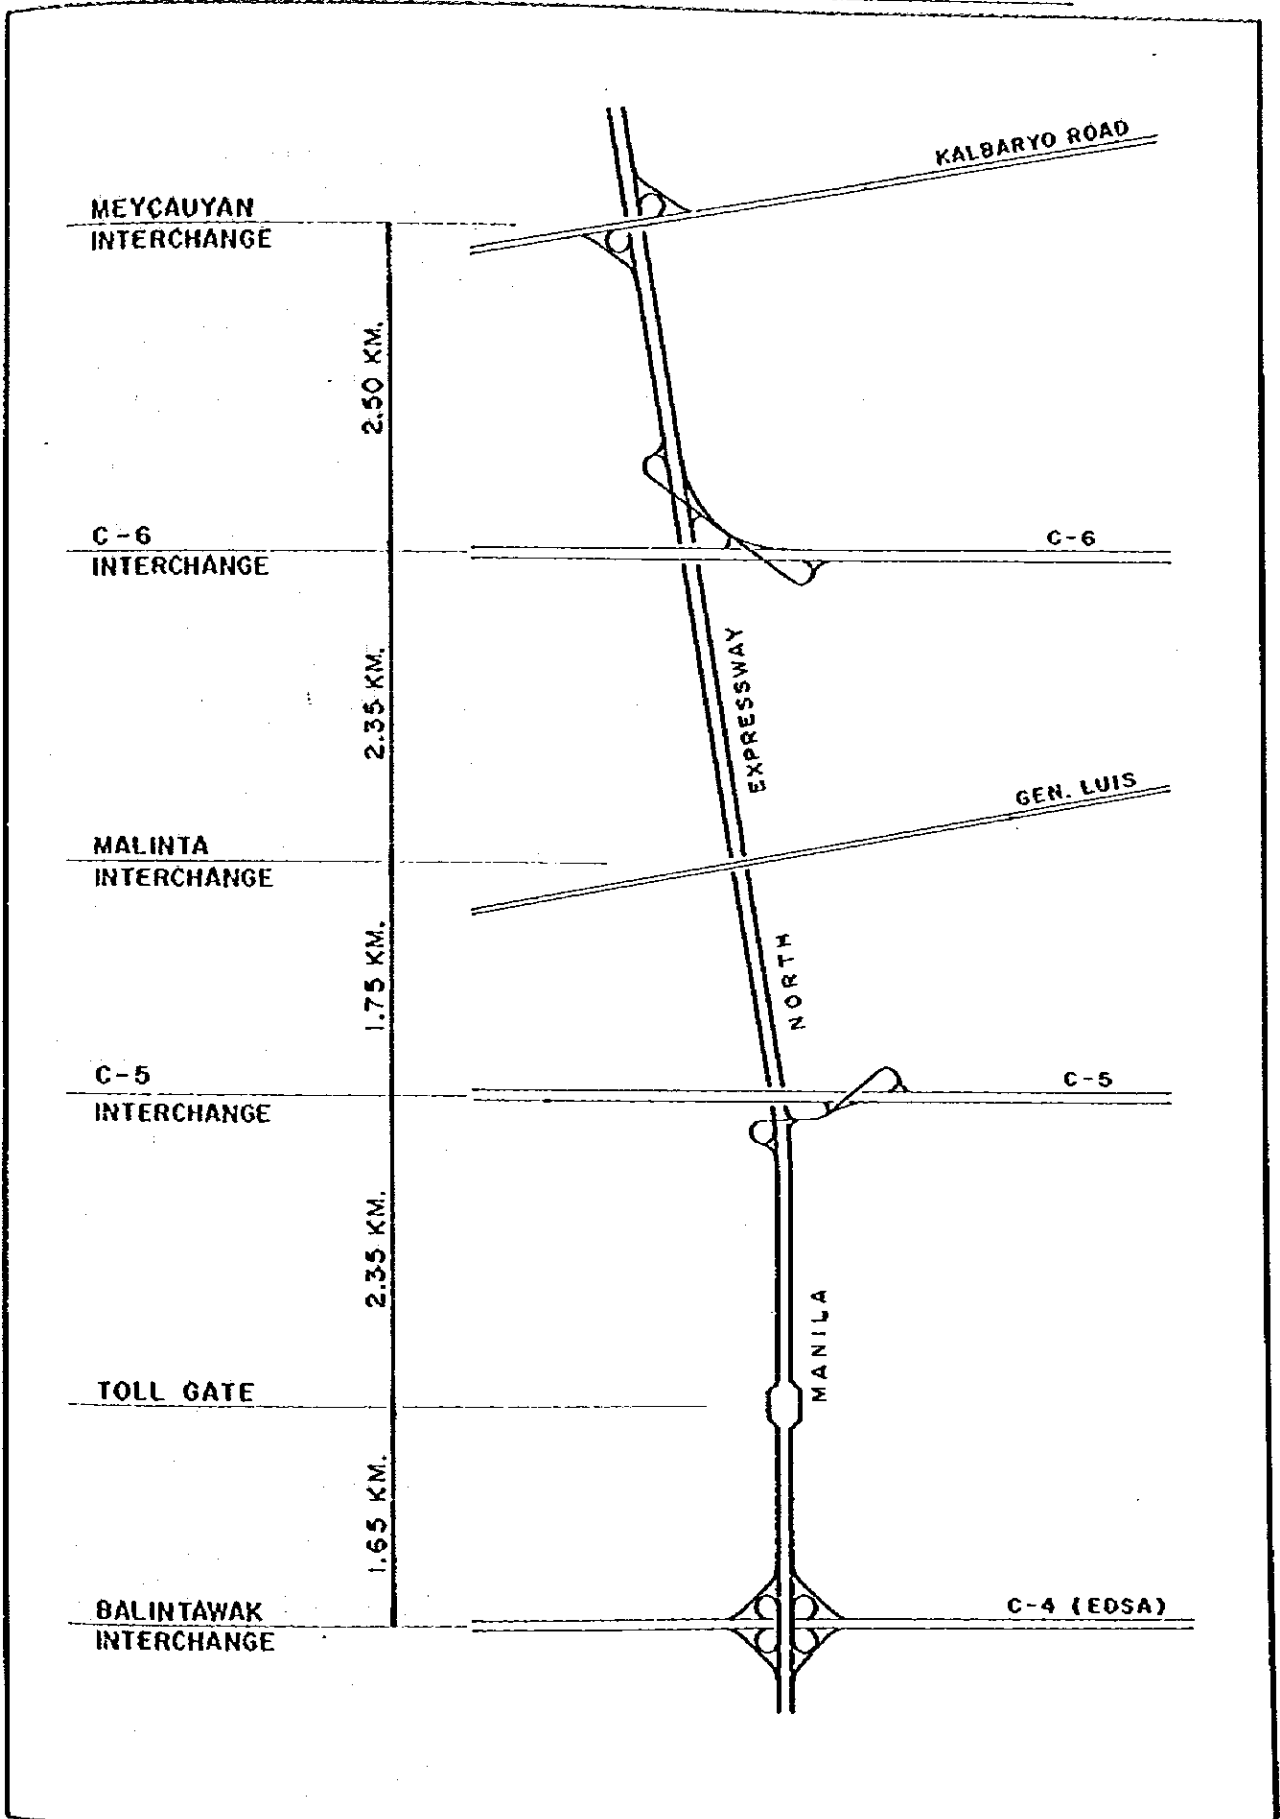 KALBARYO ROAD
MEYCAUYAN
INTERCHANGE
2.50 KM.
C-6
INTERCHANGE
C-6
2.35 KM.
EXPRESSWAY
GEN. LUIS
MALINTA
INTERCHANGE
1.75 KM.
NORTH
C-5
INTERCHANGE
C-5
2.35 KM.
MANILA
TOLL GATE
1.65 KM.
BALINTAWAK
INTERCHANGE
C-4 (EDSA)